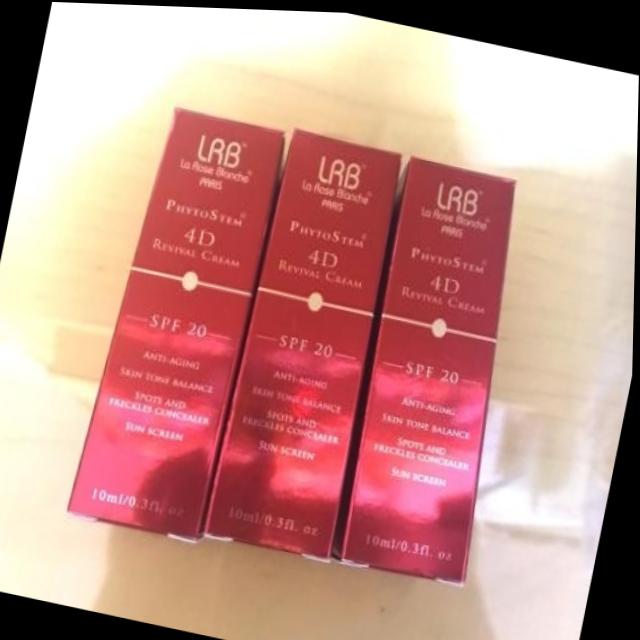 LRB
La Rose Blanche
PARIS
PHYTOSTEM
4D
REVIVAL CREAM
SPF 20
ANTI-AGING
SKIN TONE BALANCE
SPOTS AND
FRECKLES CONCEALER
SUN SCREEN
10ml/0.3fl. oz
LRB
La Rose Blanche
PARIS
PHYTOSTEM
4D
REVIVAL CREAM
SPF 20
ANTI-AGING
SKIN TONE BALANCE
SPOTS AND
FRECKLES CONCEALER
SUN SCREEN
10ml/0.3fl. oz
LRB
La Rose Blanche
PARIS
PHYTOSTEM
4D
REVIVAL CREAM
SPF 20
ANTI-AGING
SKIN TONE BALANCE
SPOTS AND
FRECKLES CONCEALER
SUN SCREEN
10ml/0.3fl. oz